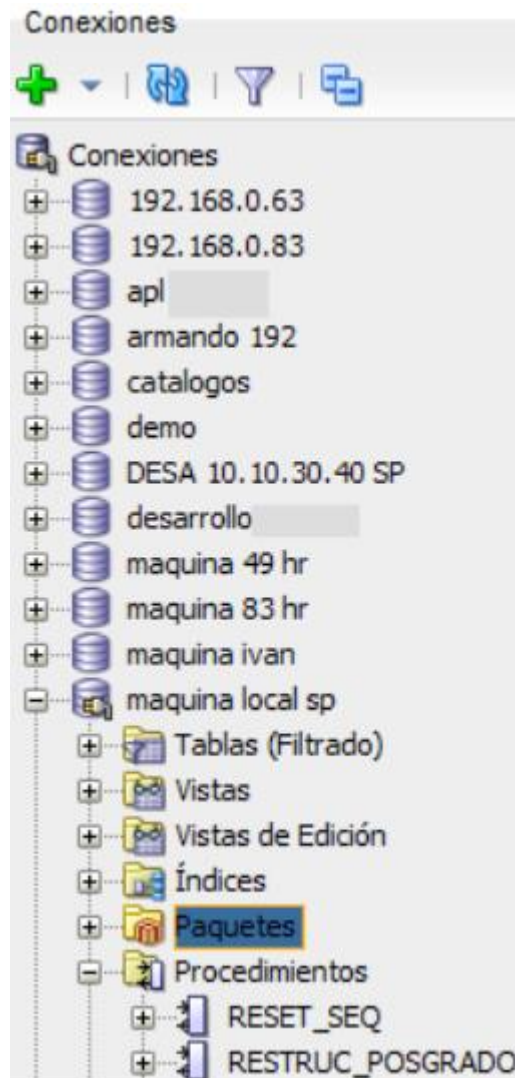 Conexiones
Conexiones
192.168.0.63
192.168.0.83
apl
armando 192
catalogos
demo
DESA 10.10.30.40 SP
desarrollo
maquina 49 hr
maquina 83 hr
maquina ivan
maquina local sp
Tablas (Filtrado)
Vistas
Vistas de Edición
Índices
Paquetes
Procedimientos
RESET_SEQ
RESTRUC_POSGRADO